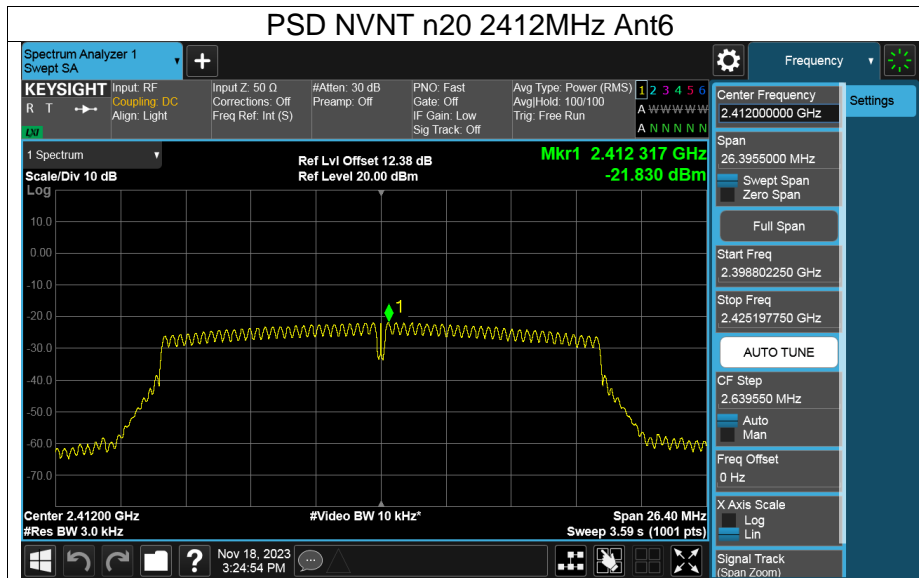 PSD NVNT n20 2412MHz Ant6
Spectrum Analyzer 1
Swept SA
+
Frequency
KEYSIGHT
R T
LXI
Input: RF
Coupling: DC
Align: Light
Input Z: 50 Ω
Corrections: Off
Freq Ref: Int (S)
#Atten: 30 dB
Preamp: Off
PNO: Fast
Gate: Off
IF Gain: Low
Sig Track: Off
Avg Type: Power (RMS)
Avg|Hold: 100/100
Trig: Free Run
1 2 3 4 5 6
A W W W W W
A N N N N N
Center Frequency
2.412000000 GHz
Settings
Span
26.3955000 MHz
Swept Span
Zero Span
Full Span
Start Freq
2.398802250 GHz
Stop Freq
2.425197750 GHz
AUTO TUNE
CF Step
2.639550 MHz
Auto
Man
Freq Offset
0 Hz
X Axis Scale
Log
Lin
Signal Track
(Span Zoom)
1 Spectrum
Scale/Div 10 dB
Ref Lvl Offset 12.38 dB
Ref Level 20.00 dBm
Mkr1 2.412 317 GHz
-21.830 dBm
Log
10.0
0.00
-10.0
-20.0
-30.0
-40.0
-50.0
-60.0
-70.0
1
Center 2.41200 GHz
#Video BW 10 kHz*
Span 26.40 MHz
#Res BW 3.0 kHz
Sweep 3.59 s (1001 pts)
?
Nov 18, 2023
3:24:54 PM